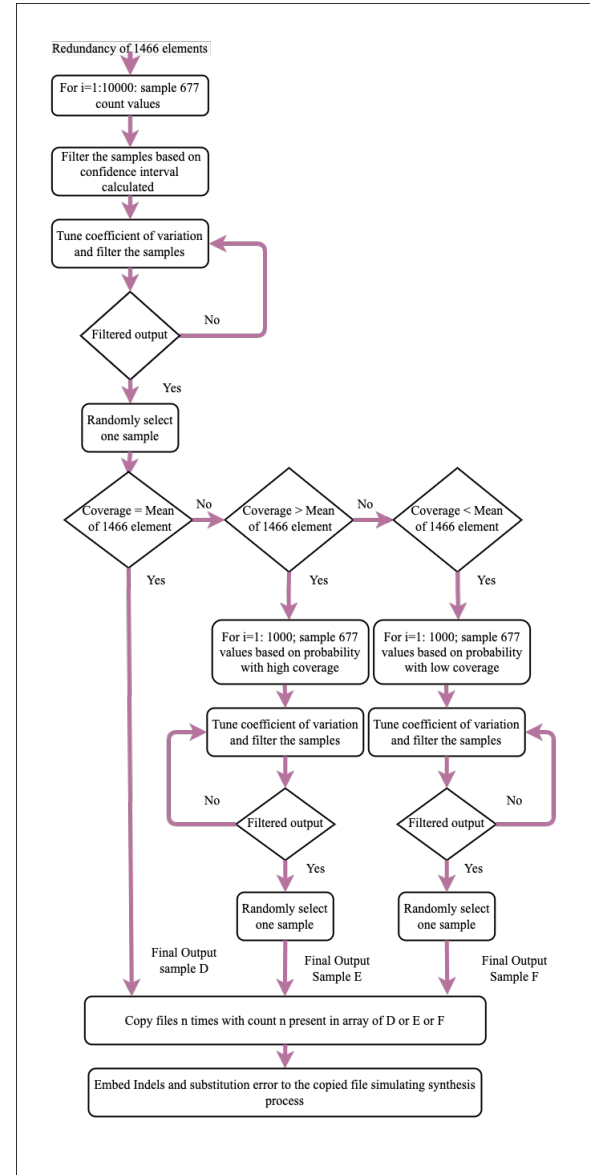 Redundancy of 1466 elements
For i=1:10000: sample 677
count values
Filter the samples based on
confidence interval
calculated
Tune coefficient of variation
and filter the samples
Filtered output
No
Yes
Randomly select
one sample
Coverage = Mean
of 1466 element
No
Coverage > Mean
of 1466 element
No
Coverage < Mean
of 1466 element
Yes
Yes
Yes
For i=1: 1000; sample 677
values based on probability
with high coverage
For i=1: 1000; sample 677
values based on probability
with low coverage
Tune coefficient of variation
and filter the samples
Tune coefficient of variation
and filter the samples
No
Filtered output
Filtered output
No
Yes
Yes
Randomly select
one sample
Randomly select
one sample
Final Output
sample D
Final Output
Sample E
Final Output
Sample F
Copy files n times with count n present in array of D or E or F
Embed Indels and substitution error to the copied file simulating synthesis
process